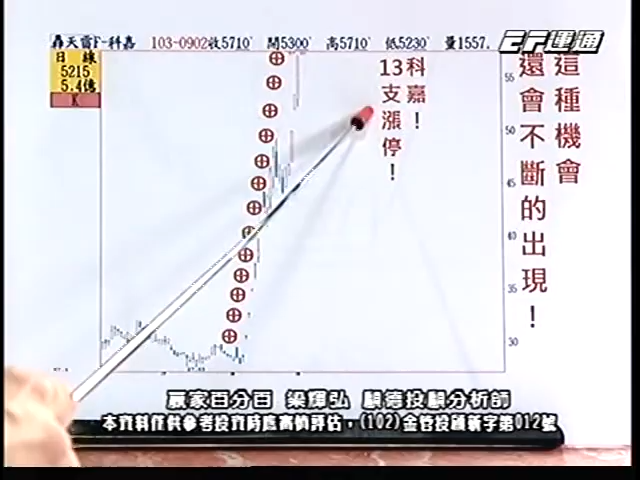 轟天雷F-科嘉 103-0902收5710' 開5300' 高5710' 低5230' 量1557.
EF運通
日 線
5215
5.4億
K
55
50
45
40
35
30
科嘉!
13支漲停!
這種機會
還會不斷的出現!
贏家百分百 梁輝弘 顧德投顧分析師
本資料僅供參考投資時應審慎評估,(102)金管投顧新字第012號